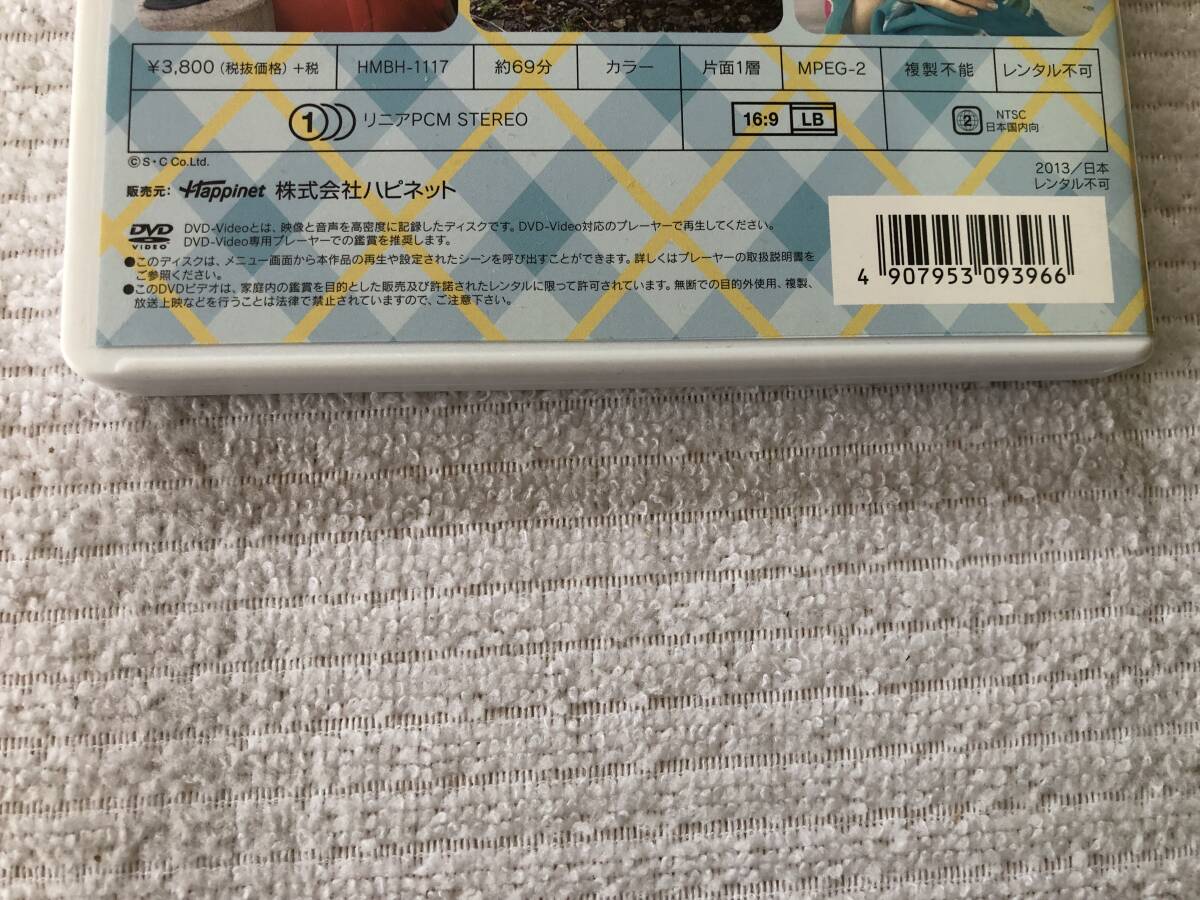 ¥3,800 (税抜価格) +税 HMBH-1117 約69分 カラー 片面1層 MPEG-2 複製不能 レンタル不可
1 リニアPCM STEREO 16:9 LB 2 NTSC 日本国内向
©S・C Co.Ltd.
2013/日本
レンタル不可
販売元: Happinet 株式会社ハピネット
DVD VIDEO
DVD-Videoとは、映像と音声を高密度に記録したディスクです。DVD-Video対応のプレーヤーで再生してください。
DVD-Video専用プレーヤーでの鑑賞を推奨します。
●このディスクは、メニュー画面から本作品の再生や設定されたシーンを呼び出すことができます。詳しくはプレーヤーの取扱説明書を
ご参照ください。
●このDVDビデオは、家庭内の鑑賞を目的とした販売及び許諾されたレンタルに限って許可されています。無断での目的外使用、複製、
放送上映などを行うことは法律で禁止されていますので、ご注意下さい。
4 907953 093966